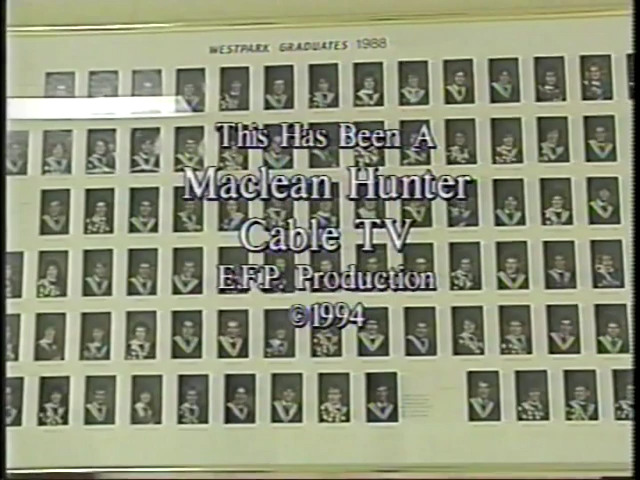 WESTPARK GRADUATES 1988
This Has Been A
Maclean Hunter
Cable TV
E.F.P. Production
©1994